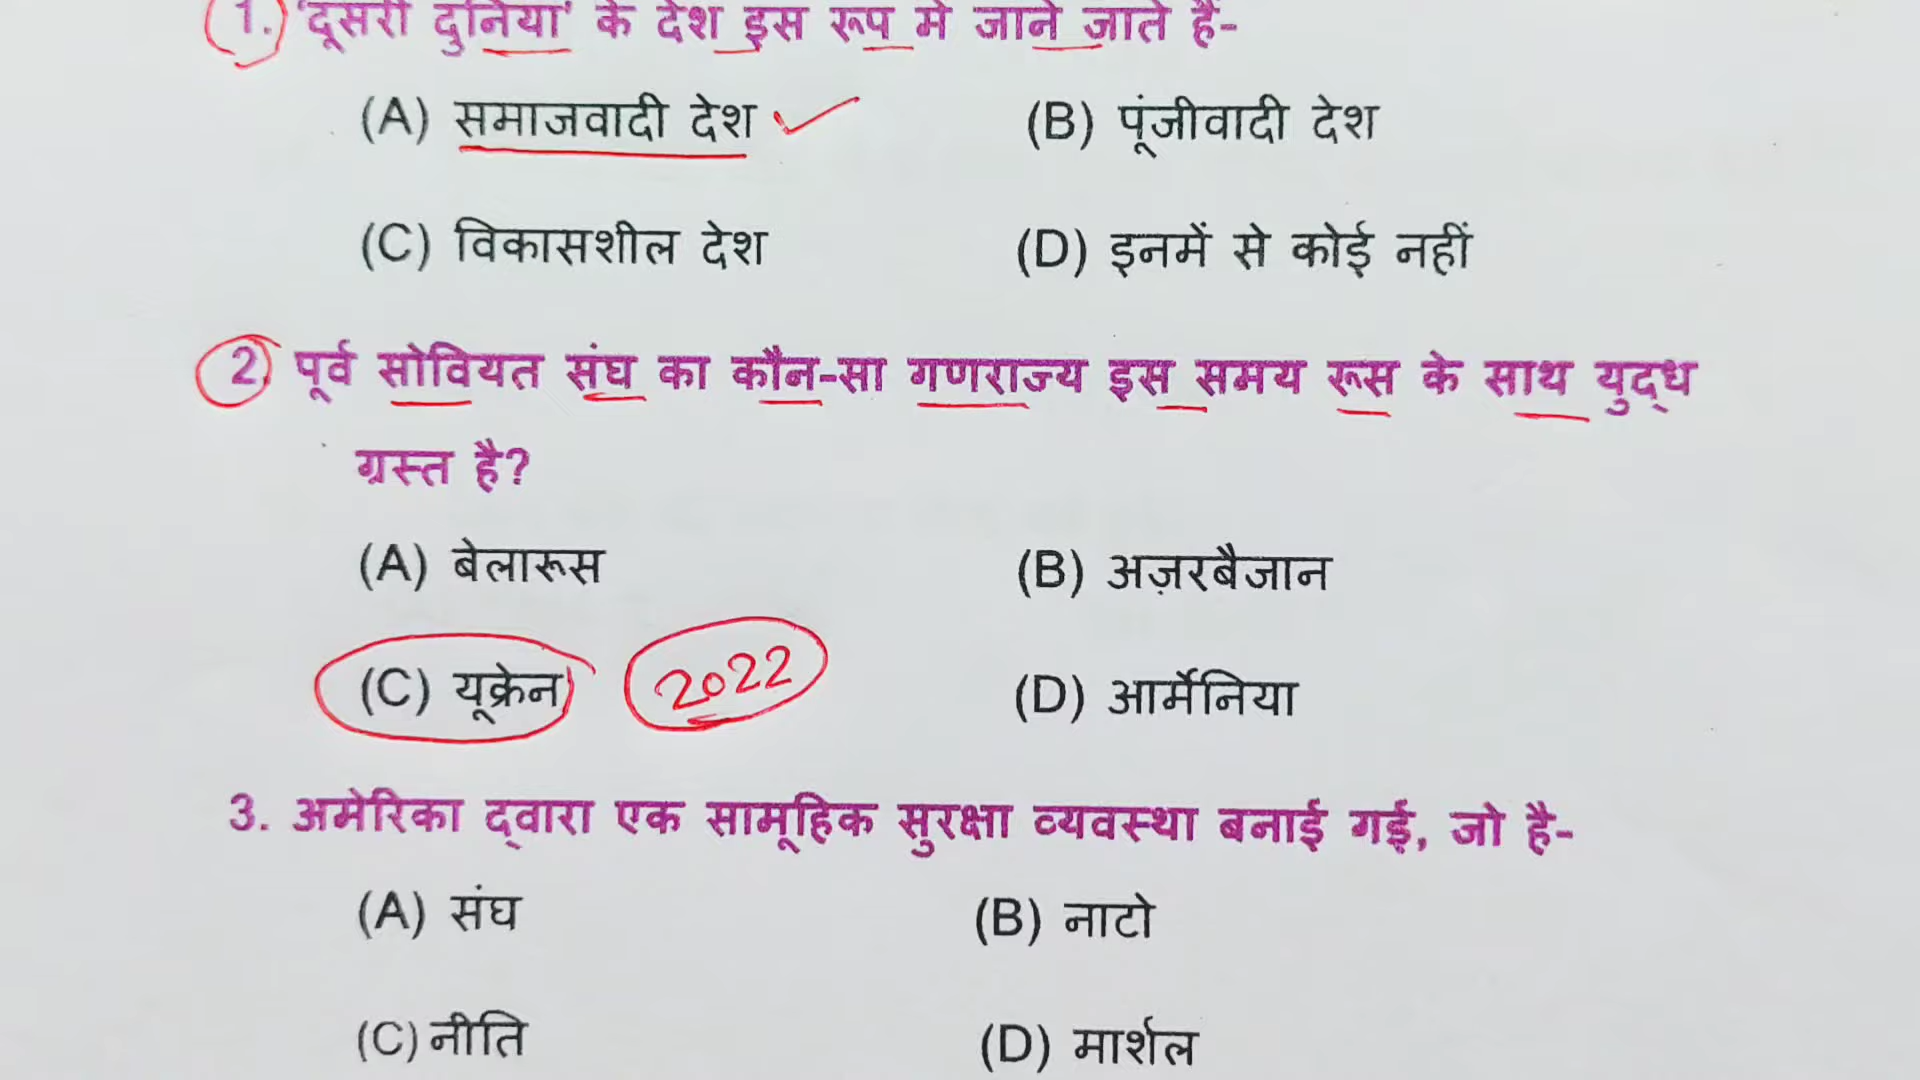 1. 'दूसरी दुनिया' के देश इस रूप में जाने जाते हैं-
(A) समाजवादी देश (B) पूंजीवादी देश
(C) विकासशील देश (D) इनमें से कोई नहीं
2. पूर्व सोवियत संघ का कौन-सा गणराज्य इस समय रूस के साथ युद्ध
ग्रस्त है?
(A) बेलारूस (B) अज़रबैजान
(C) यूक्रेन 2022 (D) आर्मेनिया
3. अमेरिका द्वारा एक सामूहिक सुरक्षा व्यवस्था बनाई गई, जो है-
(A) संघ (B) नाटो
(C) नीति (D) मार्शल